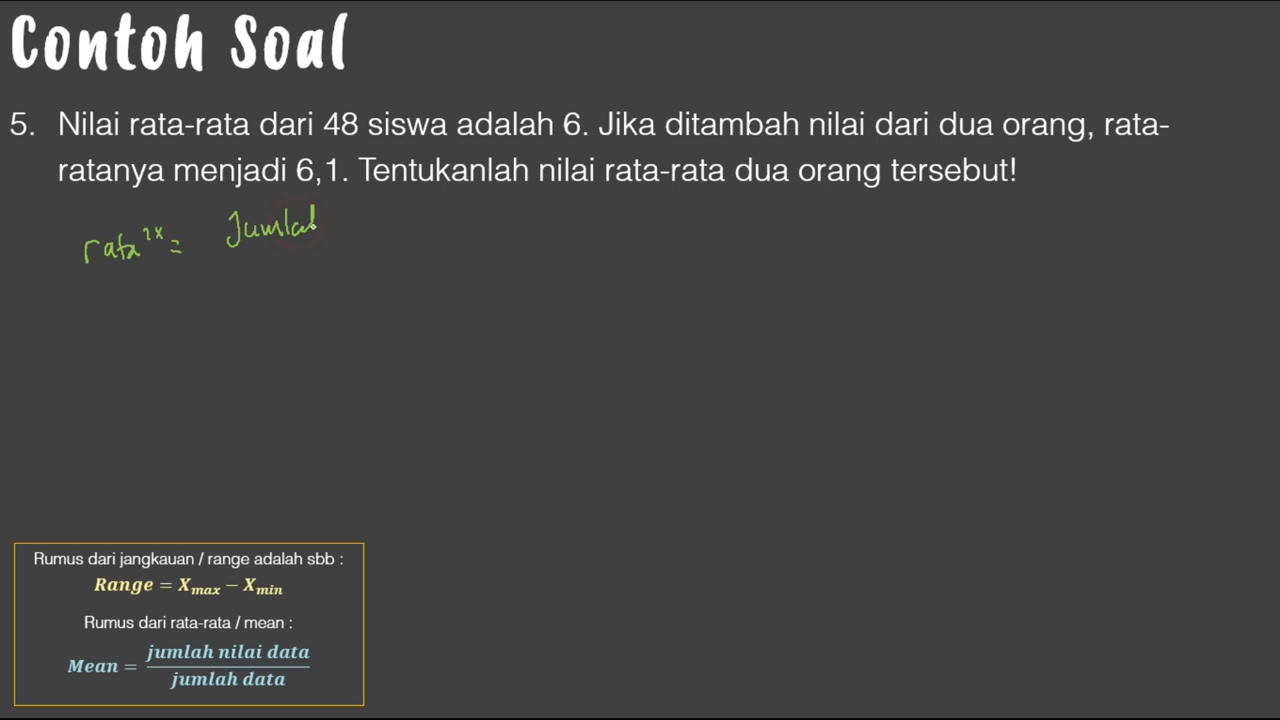 Contoh Soal
5. Nilai rata-rata dari 48 siswa adalah 6. Jika ditambah nilai dari dua orang, rata-
ratanya menjadi 6,1. Tentukanlah nilai rata-rata dua orang tersebut!
rata²ˣ = Jumlah
Rumus dari jangkauan / range adalah sbb :
Range = Xmax − Xmin
Rumus dari rata-rata / mean :
Mean = jumlah nilai data
jumlah data